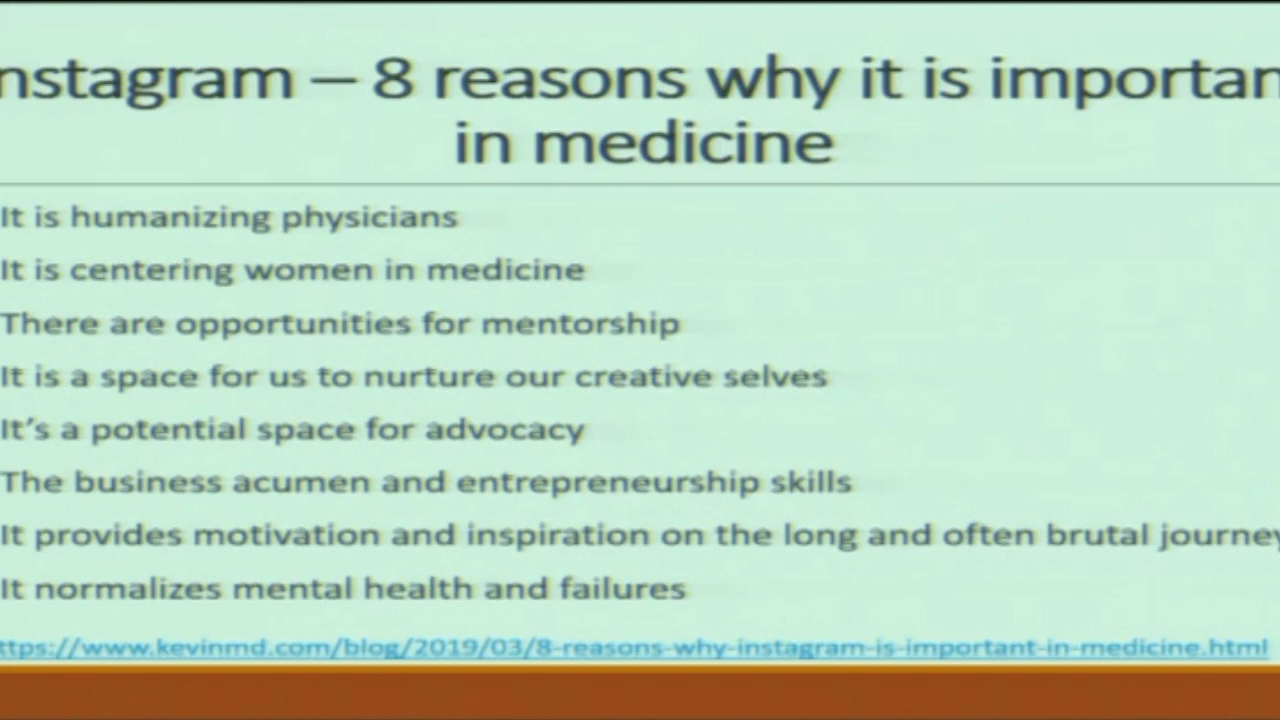 nstagram – 8 reasons why it is importan
in medicine
It is humanizing physicians
It is centering women in medicine
There are opportunities for mentorship
It is a space for us to nurture our creative selves
It's a potential space for advocacy
The business acumen and entrepreneurship skills
It provides motivation and inspiration on the long and often brutal journey
It normalizes mental health and failures
ttps://www.kevinmd.com/blog/2019/03/8-reasons-why-instagram-is-important-in-medicine.html